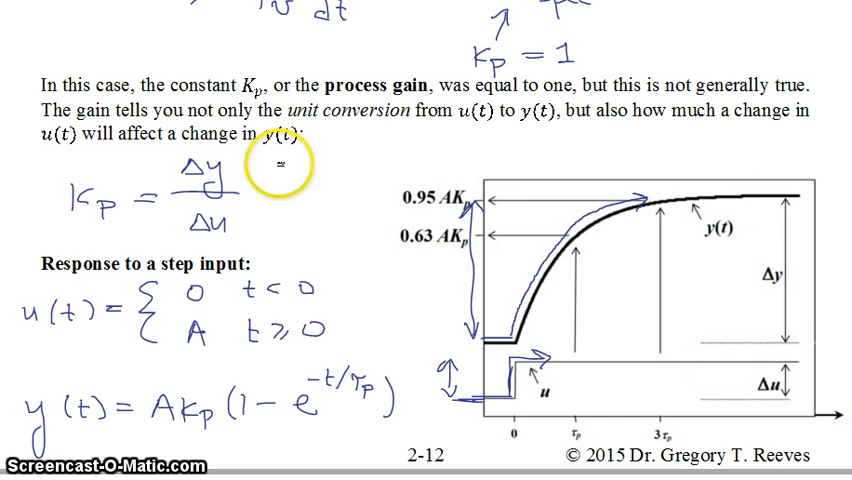 dt
Kp = 1
In this case, the constant Kp, or the process gain, was equal to one, but this is not generally true.
The gain tells you not only the unit conversion from u(t) to y(t), but also how much a change in
u(t) will affect a change in y(t):
Kp = Δy / Δu
0.95 AKp
0.63 AKp
y(t)
Δy
Response to a step input:
u(t) = { 0 t < 0
A t ≥ 0
u
Δu
y(t) = AKp (1 - e^-t/τp)
0 τp 3τp
2-12 © 2015 Dr. Gregory T. Reeves
Screencast-O-Matic.com